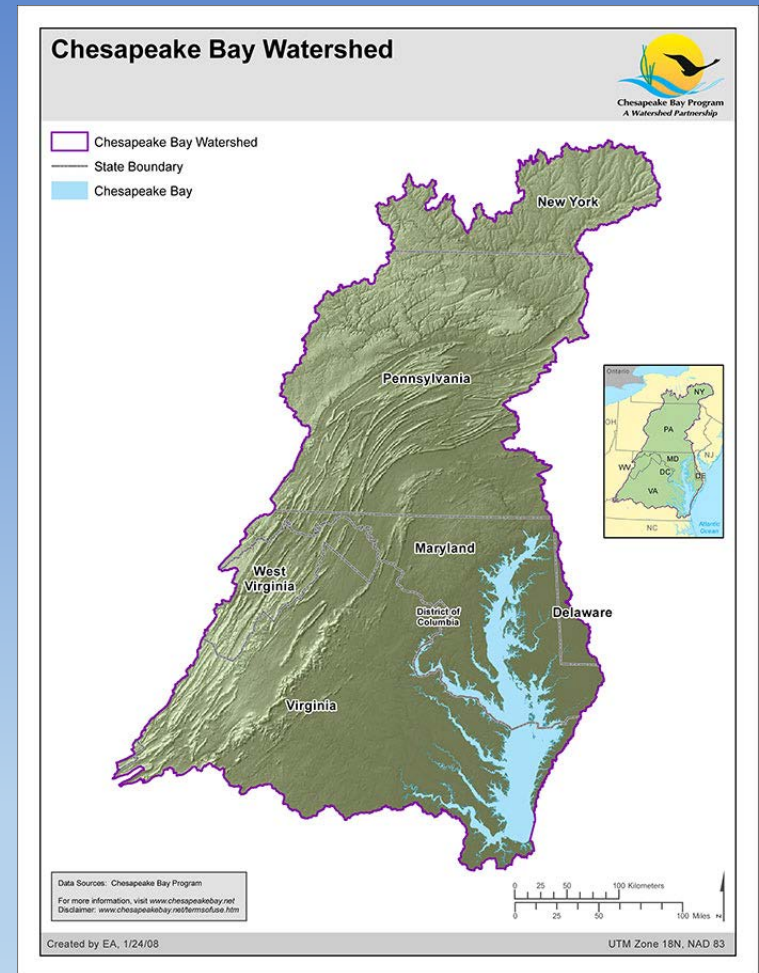 Chesapeake Bay Watershed
Chesapeake Bay Program
A Watershed Partnership
Chesapeake Bay Watershed
State Boundary
Chesapeake Bay
New York
Pennsylvania
Ontario
NY
PA
OH
NJ
MD
WV
DC
DE
VA
NC
Atlantic
Ocean
Maryland
West
Virginia
District of
Columbia
Delaware
Virginia
Data Sources: Chesapeake Bay Program
For more information, visit www.chesapeakebay.net
Disclaimer: www.chesapeakebay.net/termsofuse.htm
0 25 50 100 Kilometers
0 25 50 100 Miles
N
Created by EA, 1/24/08
UTM Zone 18N, NAD 83